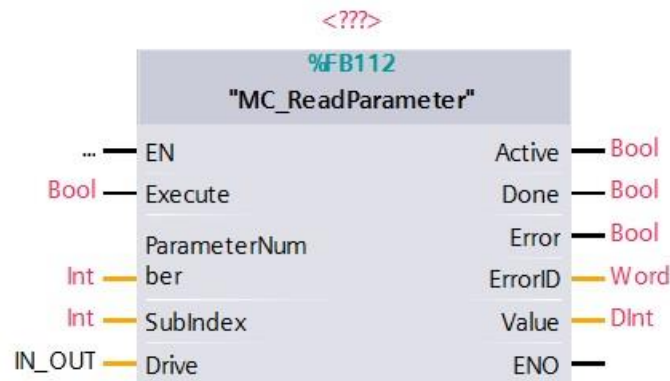 <???>
%FB112
"MC_ReadParameter"
... EN Active Bool
Bool Execute Done Bool
ParameterNum Error Bool
Int ber ErrorID Word
Int SubIndex Value DInt
IN_OUT Drive ENO